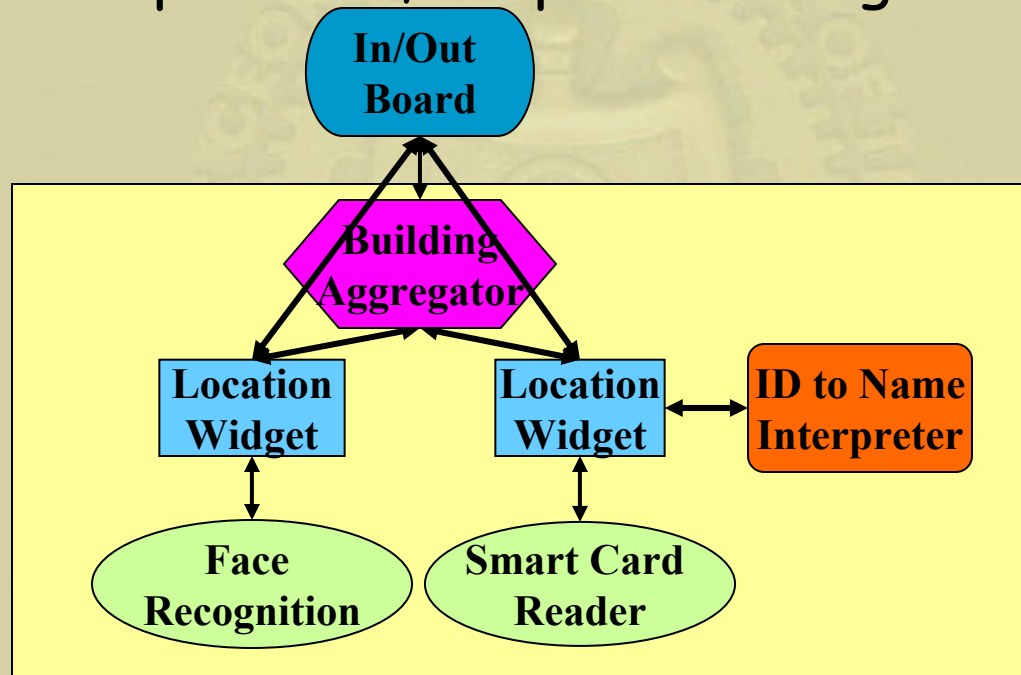 In/Out
Board
Building
Aggregator
Location
Widget
Location
Widget
ID to Name
Interpreter
Face
Recognition
Smart Card
Reader